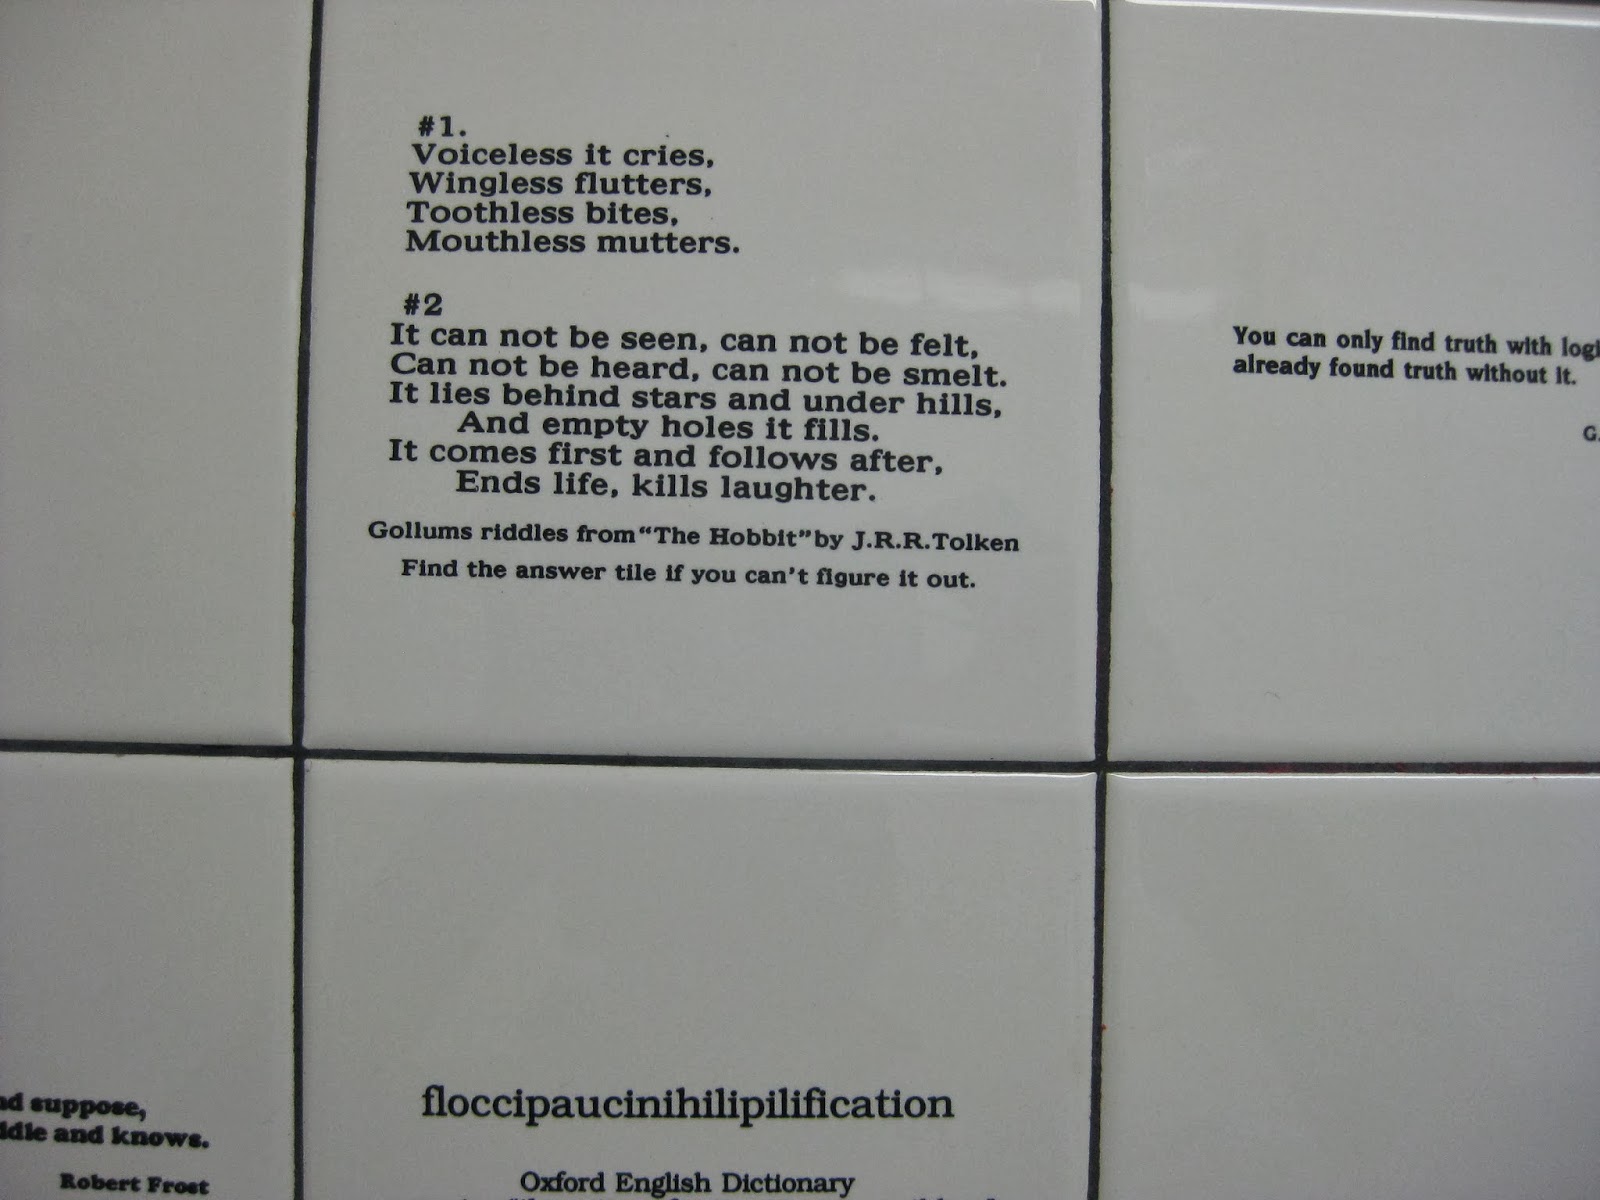 #1.
Voiceless it cries,
Wingless flutters,
Toothless bites,
Mouthless mutters.
#2
It can not be seen, can not be felt,
Can not be heard, can not be smelt.
It lies behind stars and under hills,
And empty holes it fills.
It comes first and follows after,
Ends life, kills laughter.
Gollums riddles from "The Hobbit" by J.R.R.Tolken
Find the answer tile if you can't figure it out.
You can only find truth with
already found truth without it.
G.
suppose,
and knows.
Robert Frost
floccipaucinihilipilification
Oxford English Dictionary